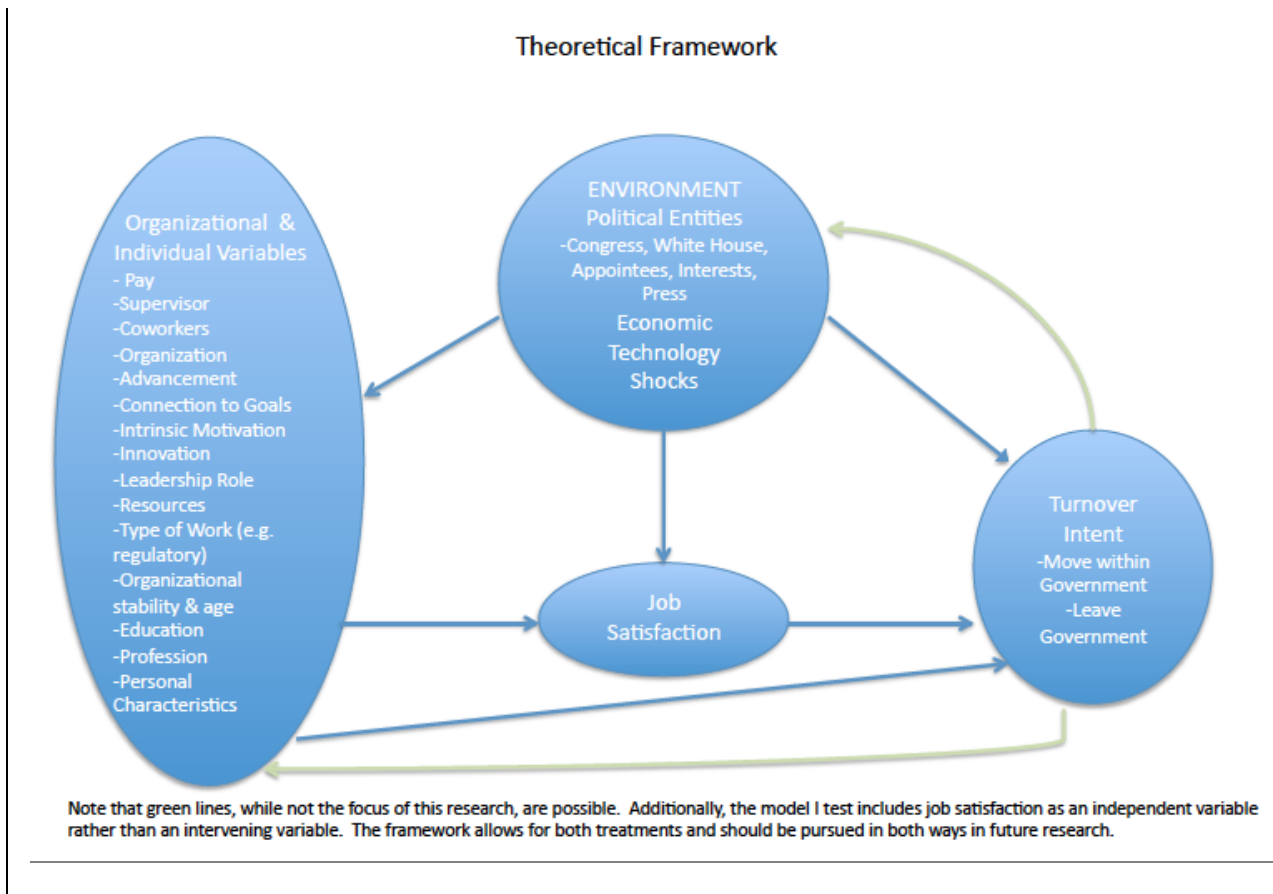 Theoretical Framework
Organizational &
Individual Variables
- Pay
-Supervisor
-Coworkers
-Organization
-Advancement
-Connection to Goals
-Intrinsic Motivation
-Innovation
-Leadership Role
-Resources
-Type of Work (e.g.
regulatory)
-Organizational
stability & age
-Education
-Profession
-Personal
Characteristics
ENVIRONMENT
Political Entities
-Congress, White House,
Appointees, Interests,
Press
Economic
Technology
Shocks
Job
Satisfaction
Turnover
Intent
-Move within
Government
-Leave
Government
Note that green lines, while not the focus of this research, are possible.  Additionally, the model I test includes job satisfaction as an independent variable
rather than an intervening variable.  The framework allows for both treatments and should be pursued in both ways in future research.